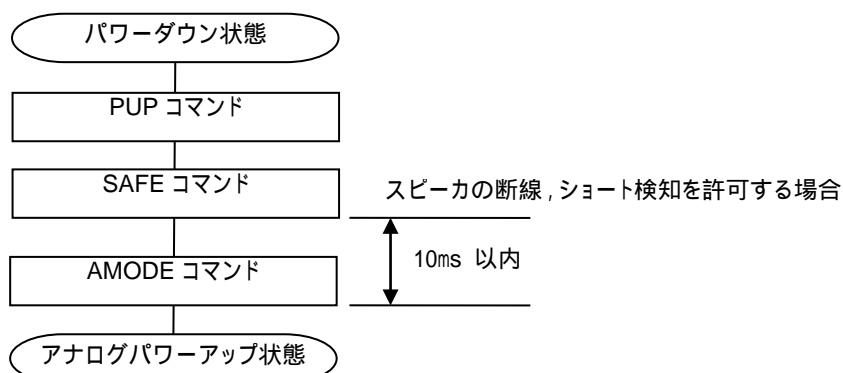 パワーダウン状態
PUP コマンド
SAFE コマンド
スピーカの断線，ショート検知を許可する場合
10ms 以内
AMODE コマンド
アナログパワーアップ状態